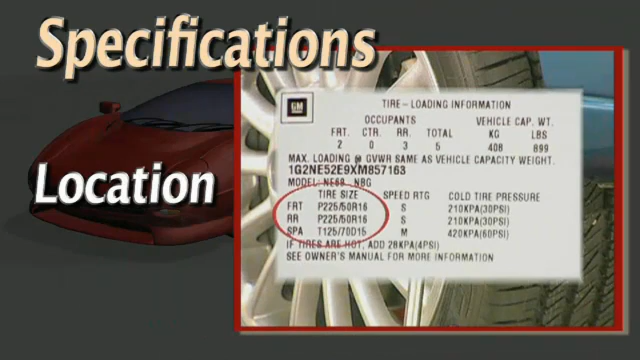 Specifications
Location
GM
TIRE-LOADING INFORMATION
OCCUPANTS VEHICLE CAP. WT.
FRT. CTR. RR. TOTAL KG LBS
2 0 3 5 408 899
MAX. LOADING @ GVWR SAME AS VEHICLE CAPACITY WEIGHT.
1G2NE52E9XM857163
MODEL: NE69 NBG
TIRE SIZE SPEED RTG COLD TIRE PRESSURE
FRT P225/50R16 S 210KPA(30PSI)
RR P225/50R16 S 210KPA(30PSI)
SPA T125/70D15 M 420KPA(60PSI)
IF TIRES ARE HOT, ADD 28KPA(4PSI)
SEE OWNER'S MANUAL FOR MORE INFORMATION